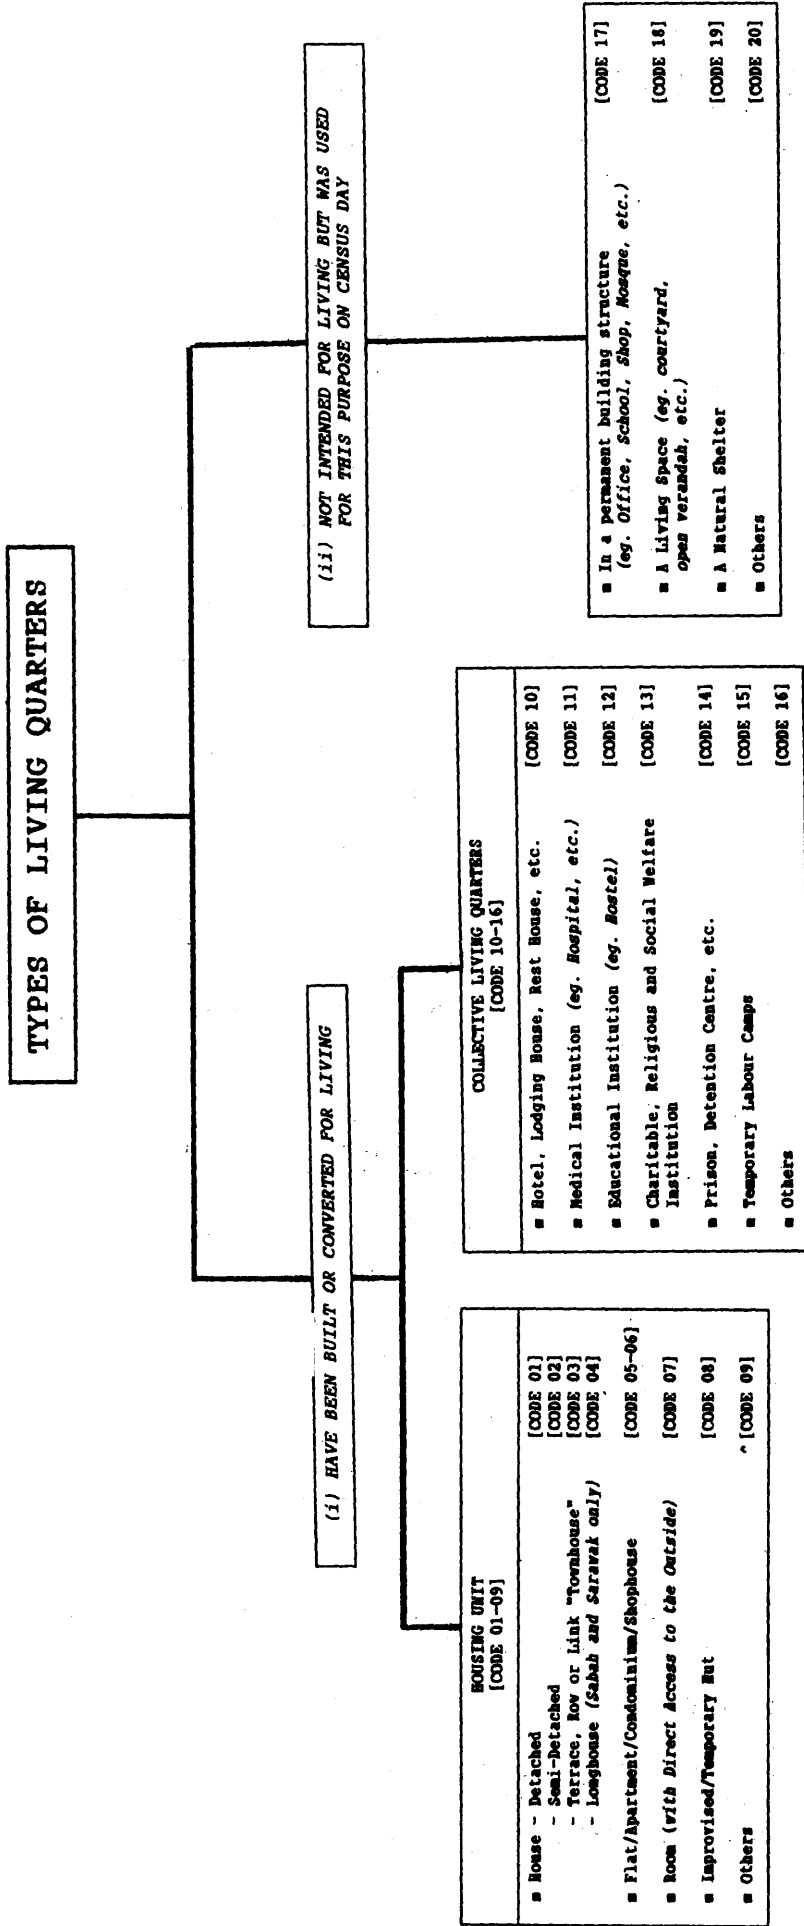 TYPES OF LIVING QUARTERS
(i) HAVE BEEN BUILT OR CONVERTED FOR LIVING
(ii) NOT INTENDED FOR LIVING BUT WAS USED
FOR THIS PURPOSE ON CENSUS DAY
HOUSING UNIT
[CODE 01-09]
■ House - Detached [CODE 01]
- Semi-Detached [CODE 02]
- Terrace, Row or Link "Townhouse" [CODE 03]
- Longhouse (Sabah and Sarawak only) [CODE 04]
■ Flat/Apartment/Condominium/Shophouse [CODE 05-06]
■ Room (with Direct Access to the Outside) [CODE 07]
■ Improvised/Temporary Hut [CODE 08]
■ Others ^ [CODE 09]
COLLECTIVE LIVING QUARTERS
[CODE 10-16]
■ Hotel, Lodging House, Rest House, etc. [CODE 10]
■ Medical Institution (eg. Hospital, etc.) [CODE 11]
■ Educational Institution (eg. Hostel) [CODE 12]
■ Charitable, Religious and Social Welfare [CODE 13]
Institution
■ Prison, Detention Centre, etc. [CODE 14]
■ Temporary Labour Camps [CODE 15]
■ Others [CODE 16]
■ In a permanent building structure [CODE 17]
(eg. Office, School, Shop, Mosque, etc.)
■ A Living Space (eg. courtyard, [CODE 18]
open verandah, etc.)
■ A Natural Shelter [CODE 19]
■ Others [CODE 20]